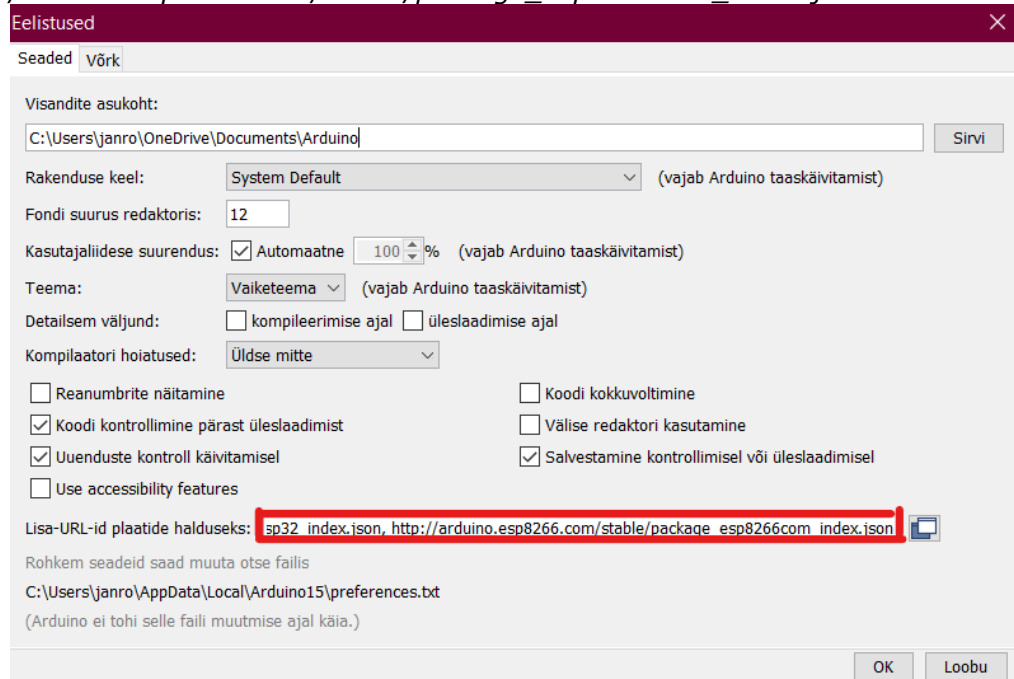 Eelistused
Seaded Võrk
Visandite asukoht:
C:\Users\janro\OneDrive\Documents\Arduino Sirvi
Rakenduse keel: System Default (vajab Arduino taaskäivitamist)
Fondi suurus redaktoris: 12
Kasutajaliidese suurendus: Automaatne 100 % (vajab Arduino taaskäivitamist)
Teema: Vaiketeema (vajab Arduino taaskäivitamist)
Detailsem väljund: kompileerimise ajal üleslaadimise ajal
Kompilaatori hoiatused: Üldse mitte
Reanumbrite näitamine Koodi kokkuvoltimine
Koodi kontrollimine pärast üleslaadimist Välise redaktori kasutamine
Uuenduste kontroll käivitamisel Salvestamine kontrollimisel või üleslaadimisel
Use accessibility features
Lisa-URL-id plaatide halduseks: sp32_index.json, http://arduino.esp8266.com/stable/package_esp8266com_index.json
Rohkem seadeid saad muuta otse failis
C:\Users\janro\AppData\Local\Arduino15\preferences.txt
(Arduino ei tohi selle faili muutmise ajal käia.)
OK Loobu